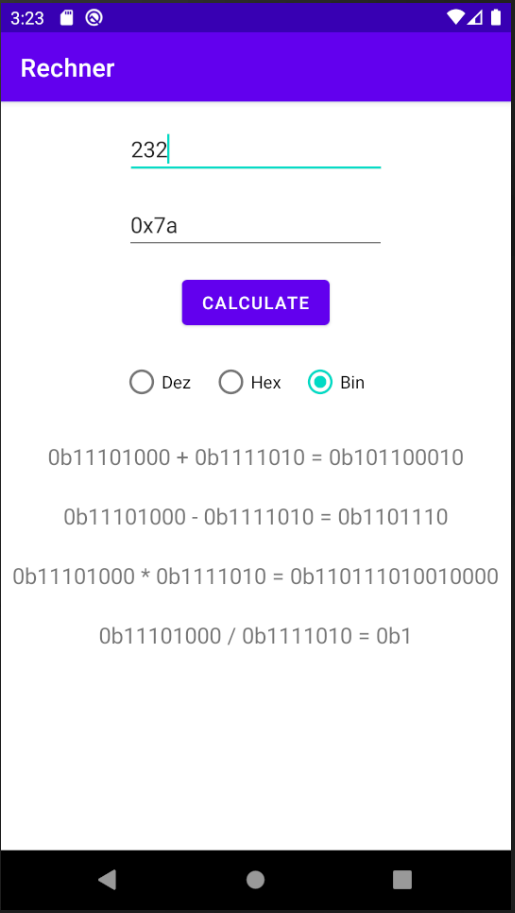 3:23
Rechner
232
0x7a
CALCULATE
Dez Hex Bin
0b11101000 + 0b1111010 = 0b101100010
0b11101000 - 0b1111010 = 0b1101110
0b11101000 * 0b1111010 = 0b110111010010000
0b11101000 / 0b1111010 = 0b1